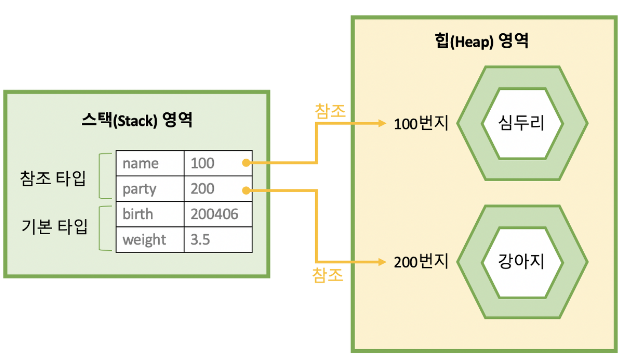 스택(Stack) 영역
참조 타입
기본 타입
name 100
party 200
birth 200406
weight 3.5
참조
참조
힙(Heap) 영역
100번지
심두리
200번지
강아지